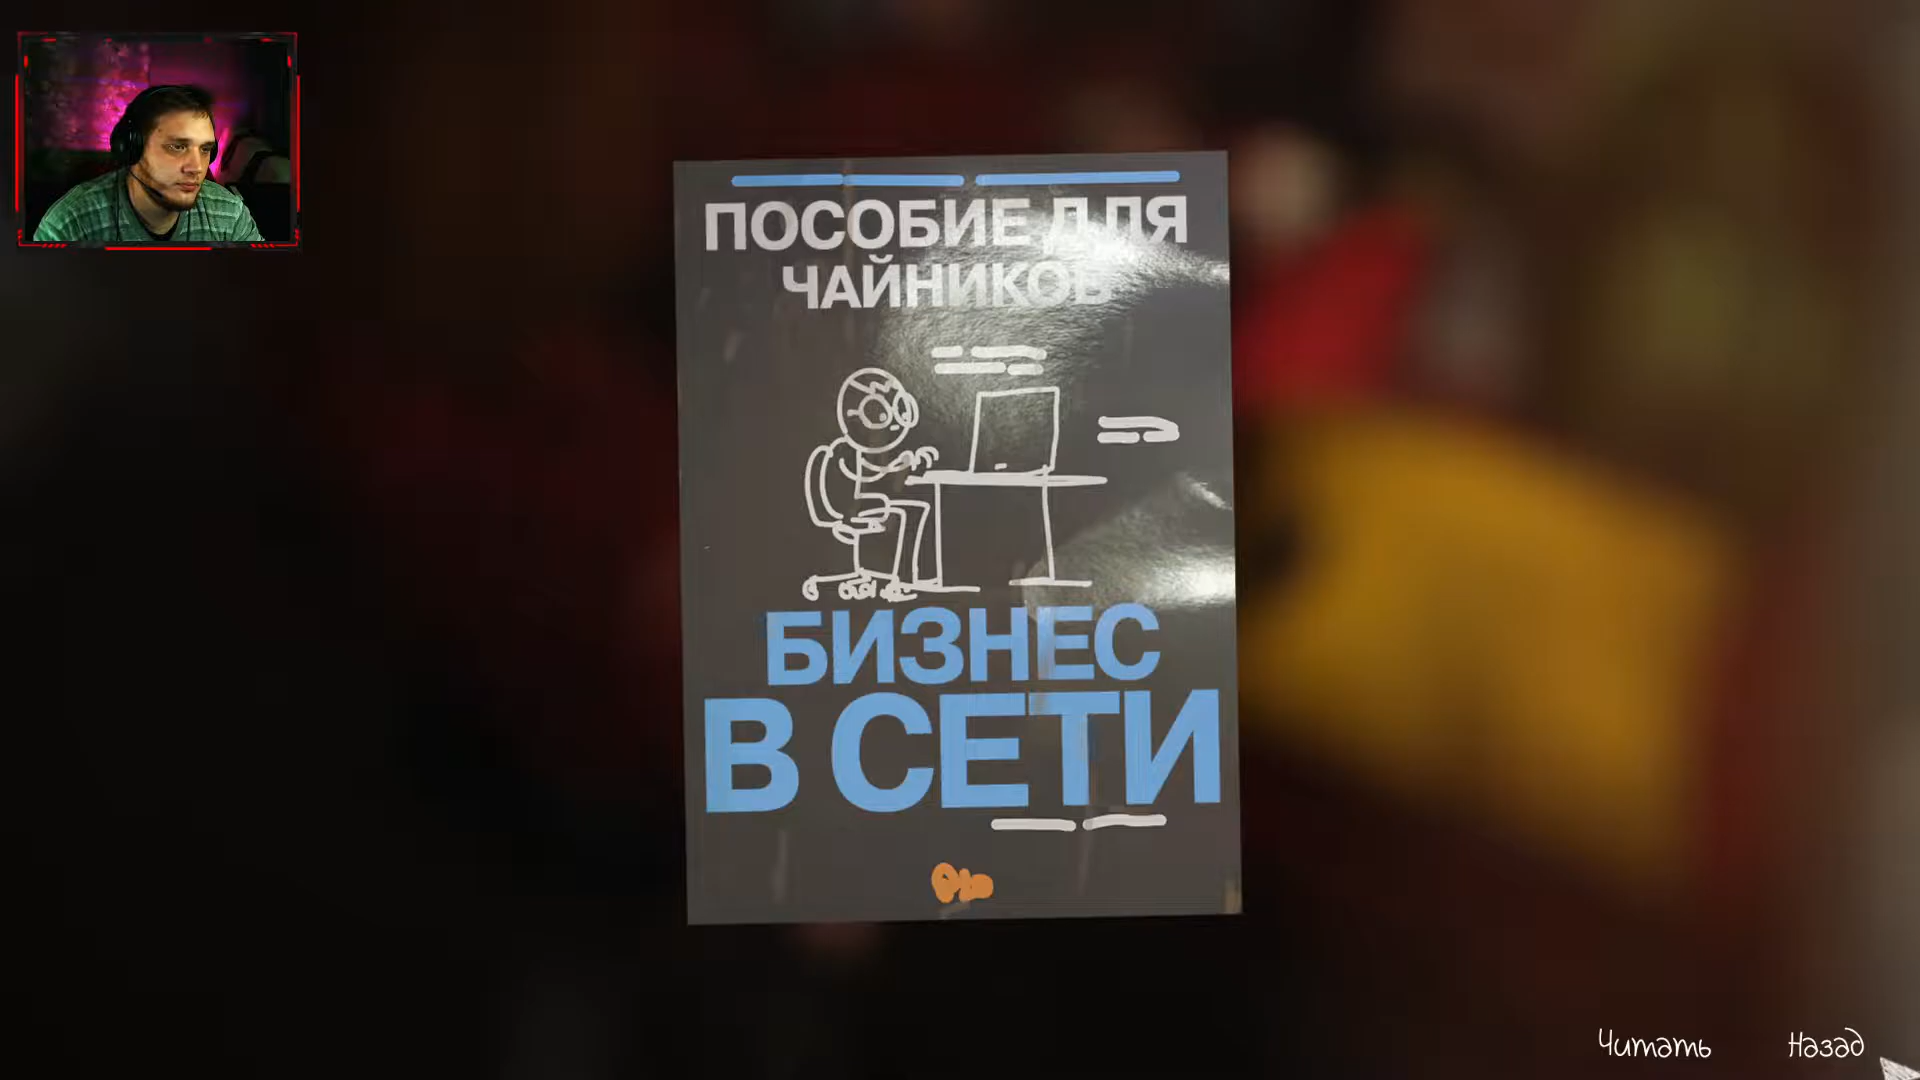 ПОСОБИЕ ДЛЯ
ЧАЙНИКОВ
БИЗНЕС
В СЕТИ
Читать Назад